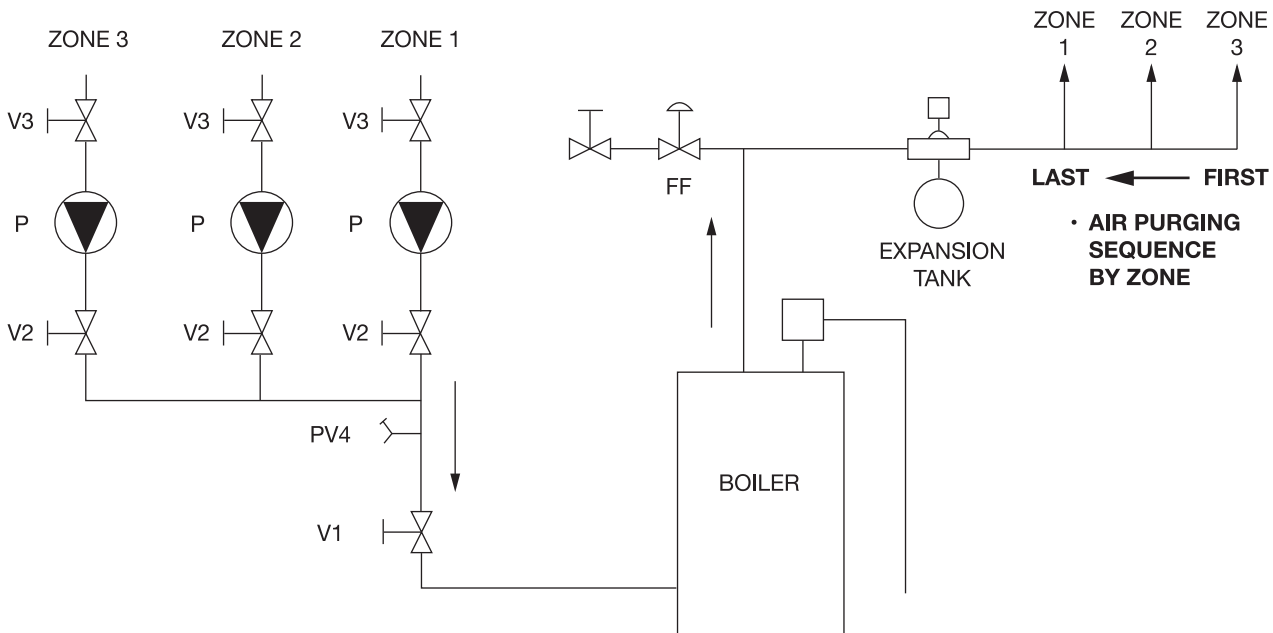 ZONE 3
ZONE 2
ZONE 1
ZONE
1
ZONE
2
ZONE
3
V3
V3
V3
FF
LAST
FIRST
P
P
P
EXPANSION
TANK
· AIR PURGING
SEQUENCE
BY ZONE
V2
V2
V2
PV4
BOILER
V1